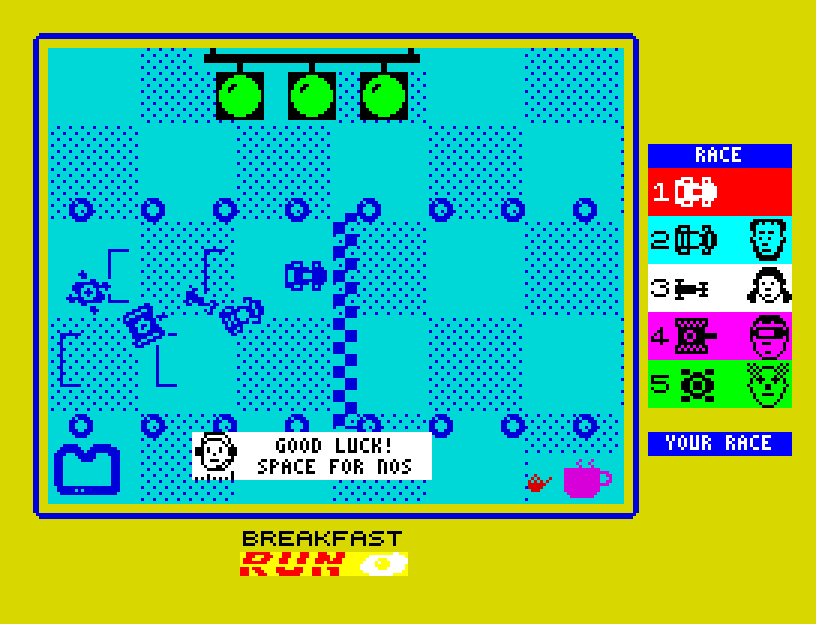 RACE
1
2
3
4
5
YOUR RACE
GOOD LUCK!
SPACE FOR NOS
BREAKFAST
RUN